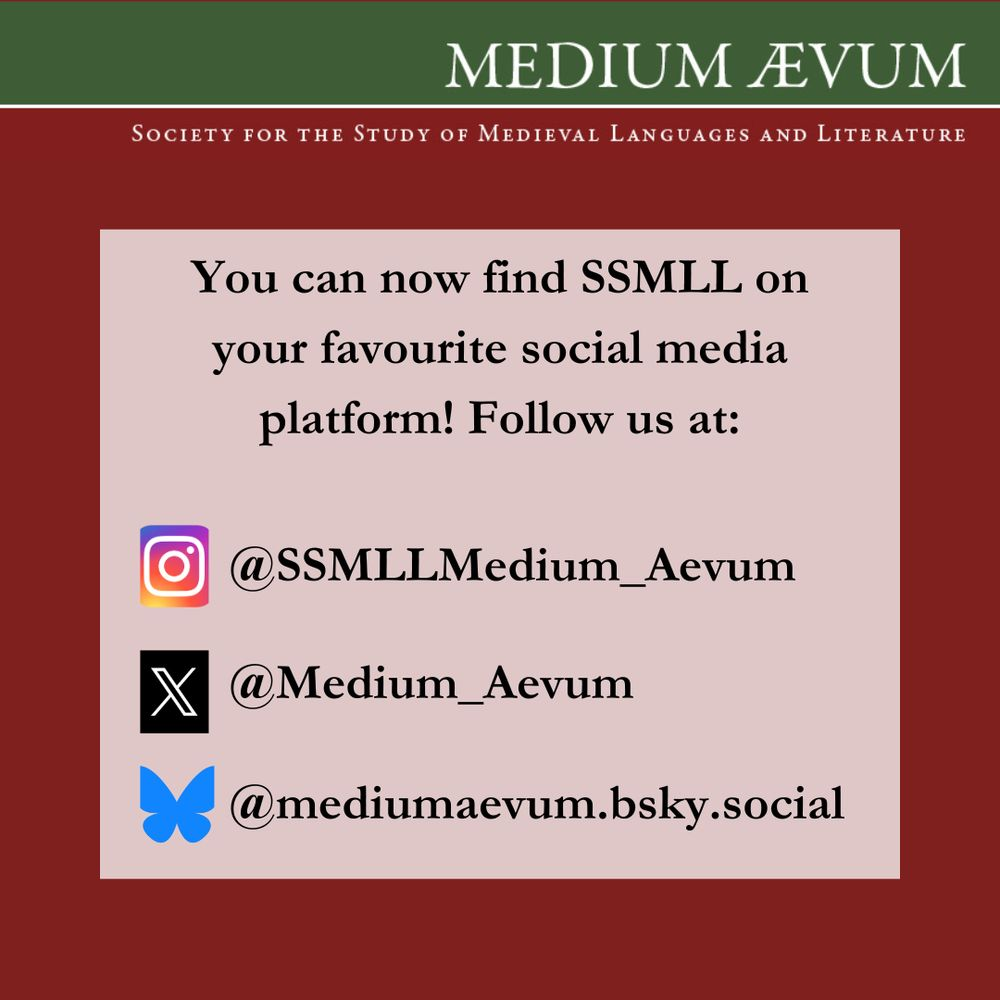 MEDIUM ÆVUM
Society for the Study of Medieval Languages and Literature
You can now find SSMLL on
your favourite social media
platform! Follow us at:
@SSMLLMedium_Aevum
@Medium_Aevum
@mediumaevum.bsky.social